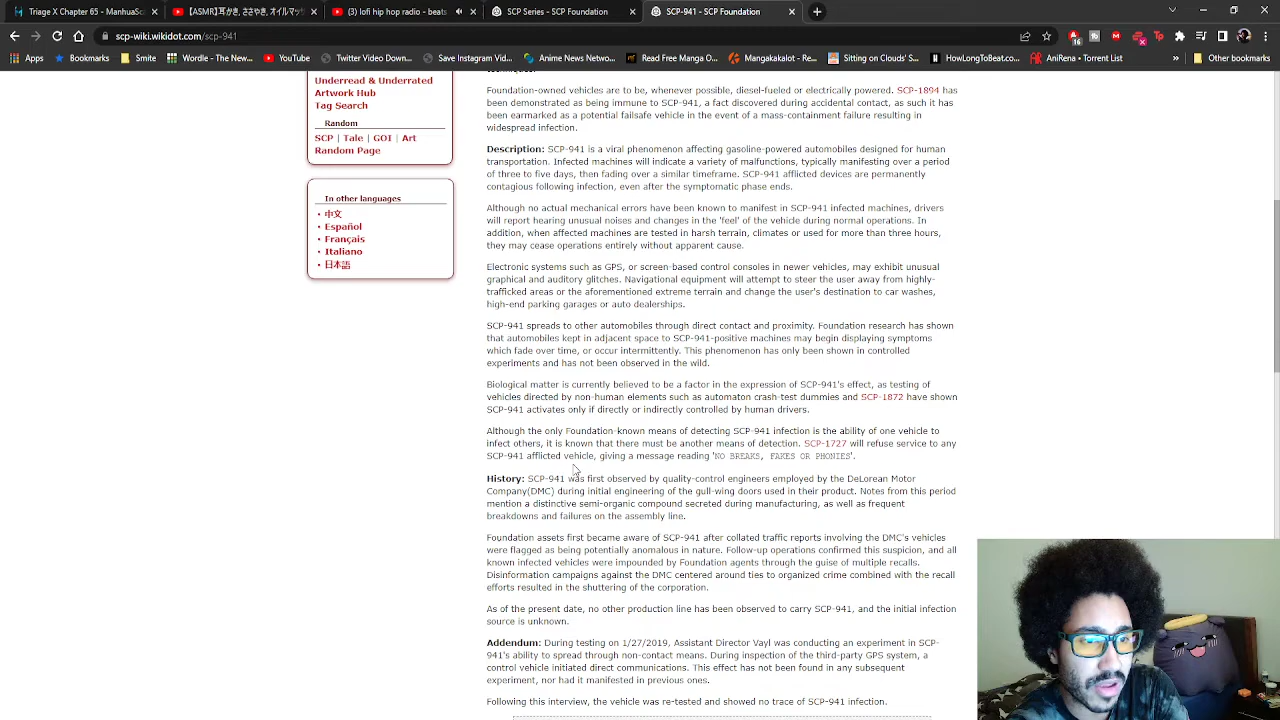 Triage X Chapter 65 - ManhuaSc
【ASMR】耳かき, ささやき, オイルマッ
(3) lofi hip hop radio - beats
SCP Series - SCP Foundation
SCP-941 - SCP Foundation
scp-wiki.wikidot.com/scp-941
16
Apps
Bookmarks
Smite
Wordle - The New...
YouTube
Twitter Video Down...
Save Instagram Vid...
Anime News Networ...
Read Free Manga O...
Mangakakalot - Re...
Sitting on Clouds' S...
HowLongToBeat.co...
AniRena • Torrent List
»
Other bookmarks
Underread & Underrated
Artwork Hub
Tag Search
Random
SCP | Tale | GOI | Art
Random Page
In other languages
中文
Español
Français
Italiano
日本語
Foundation-owned vehicles are to be, whenever possible, diesel-fueled or electrically powered. SCP-1894 has
been demonstrated as being immune to SCP-941, a fact discovered during accidental contact, as such it has
been earmarked as a potential failsafe vehicle in the event of a mass-containment failure resulting in
widespread infection.
Description: SCP-941 is a viral phenomenon affecting gasoline-powered automobiles designed for human
transportation. Infected machines will indicate a variety of malfunctions, typically manifesting over a period
of three to five days, then fading over a similar timeframe. SCP-941 afflicted devices are permanently
contagious following infection, even after the symptomatic phase ends.
Although no actual mechanical errors have been known to manifest in SCP-941 infected machines, drivers
will report hearing unusual noises and changes in the 'feel' of the vehicle during normal operations. In
addition, when affected machines are tested in harsh terrain, climates or used for more than three hours,
they may cease operations entirely without apparent cause.
Electronic systems such as GPS, or screen-based control consoles in newer vehicles, may exhibit unusual
graphical and auditory glitches. Navigational equipment will attempt to steer the user away from highly-
trafficked areas or the aforementioned extreme terrain and change the user's destination to car washes,
high-end parking garages or auto dealerships.
SCP-941 spreads to other automobiles through direct contact and proximity. Foundation research has shown
that automobiles kept in adjacent space to SCP-941-positive machines may begin displaying symptoms
which fade over time, or occur intermittently. This phenomenon has only been shown in controlled
experiments and has not been observed in the wild.
Biological matter is currently believed to be a factor in the expression of SCP-941's effect, as testing of
vehicles directed by non-human elements such as automaton crash-test dummies and SCP-1872 have shown
SCP-941 activates only if directly or indirectly controlled by human drivers.
Although the only Foundation-known means of detecting SCP-941 infection is the ability of one vehicle to
infect others, it is known that there must be another means of detection. SCP-1727 will refuse service to any
SCP-941 afflicted vehicle, giving a message reading 'NO BREAKS, FAKES OR PHONIES'.
History: SCP-941 was first observed by quality-control engineers employed by the DeLorean Motor
Company(DMC) during initial engineering of the gull-wing doors used in their product. Notes from this period
mention a distinctive semi-organic compound secreted during manufacturing, as well as frequent
breakdowns and failures on the assembly line.
Foundation assets first became aware of SCP-941 after collated traffic reports involving the DMC's vehicles
were flagged as being potentially anomalous in nature. Follow-up operations confirmed this suspicion, and all
known infected vehicles were impounded by Foundation agents through the guise of multiple recalls.
Disinformation campaigns against the DMC centered around ties to organized crime combined with the recall
efforts resulted in the shuttering of the corporation.
As of the present date, no other production line has been observed to carry SCP-941, and the initial infection
source is unknown.
Addendum: During testing on 1/27/2019, Assistant Director Vayl was conducting an experiment in SCP-
941's ability to spread through non-contact means. During inspection of the third-party GPS system, a
control vehicle initiated direct communications. This effect has not been found in any subsequent
experiment, nor had it manifested in previous ones.
Following this interview, the vehicle was re-tested and showed no trace of SCP-941 infection.